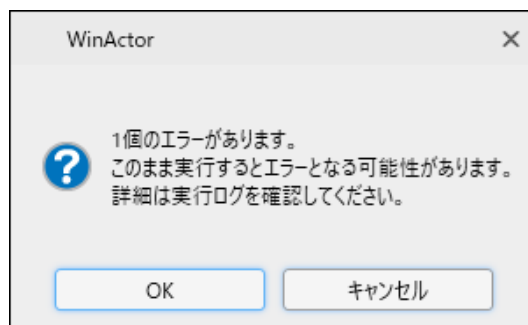 WinActor
1個のエラーがあります。
このまま実行するとエラーとなる可能性があります。
詳細は実行ログを確認してください。
OK
キャンセル